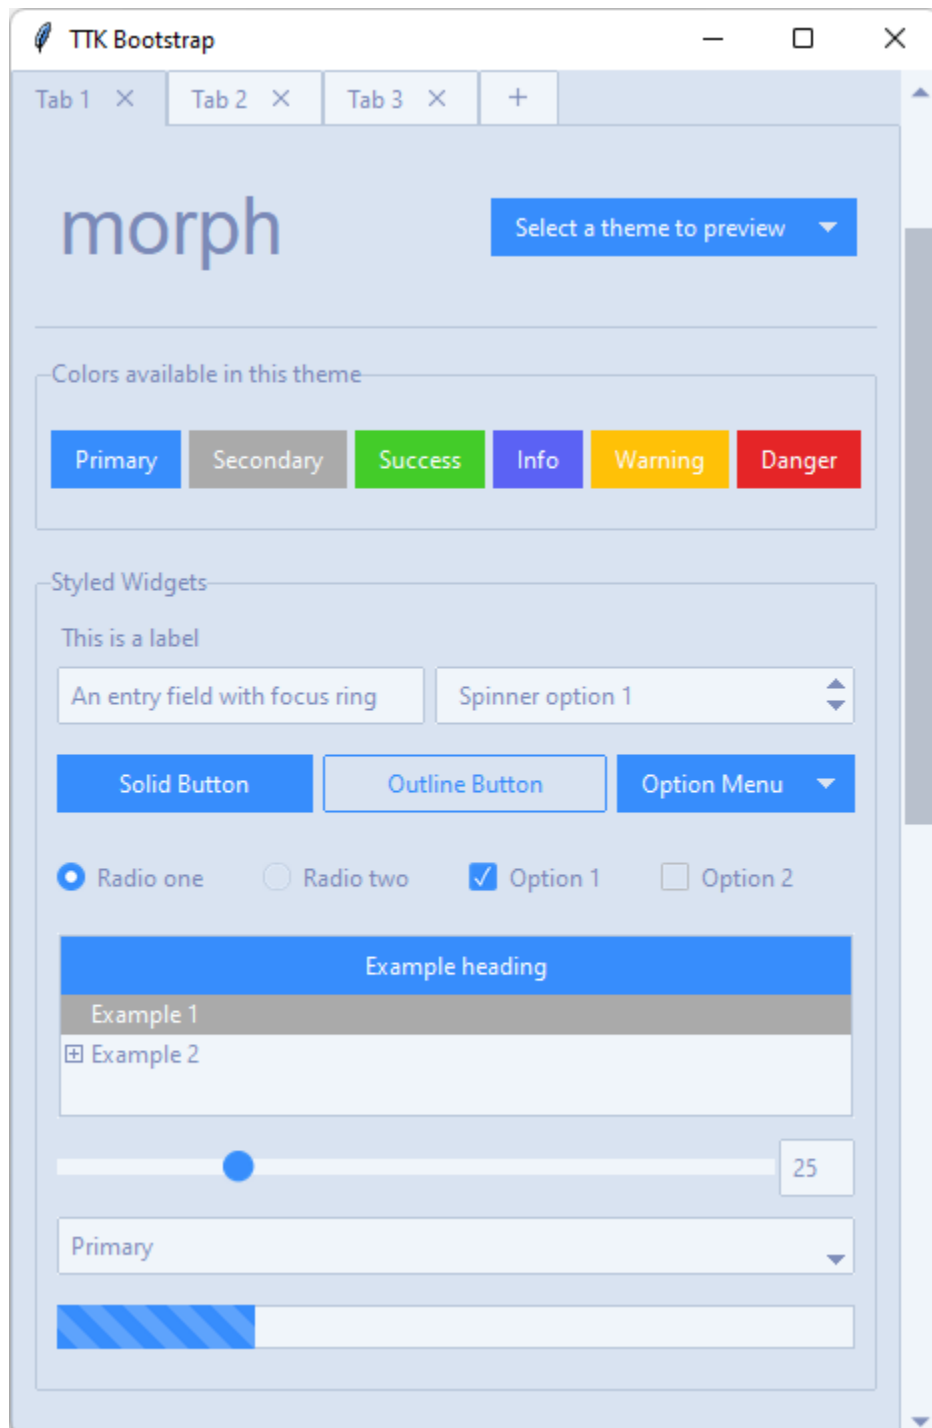 TTK Bootstrap
Tab 1 Tab 2 Tab 3 +
morph
Select a theme to preview
Colors available in this theme
Primary Secondary Success Info Warning Danger
Styled Widgets
This is a label
An entry field with focus ring Spinner option 1
Solid Button Outline Button Option Menu
Radio one Radio two Option 1 Option 2
Example heading
Example 1
Example 2
25
Primary